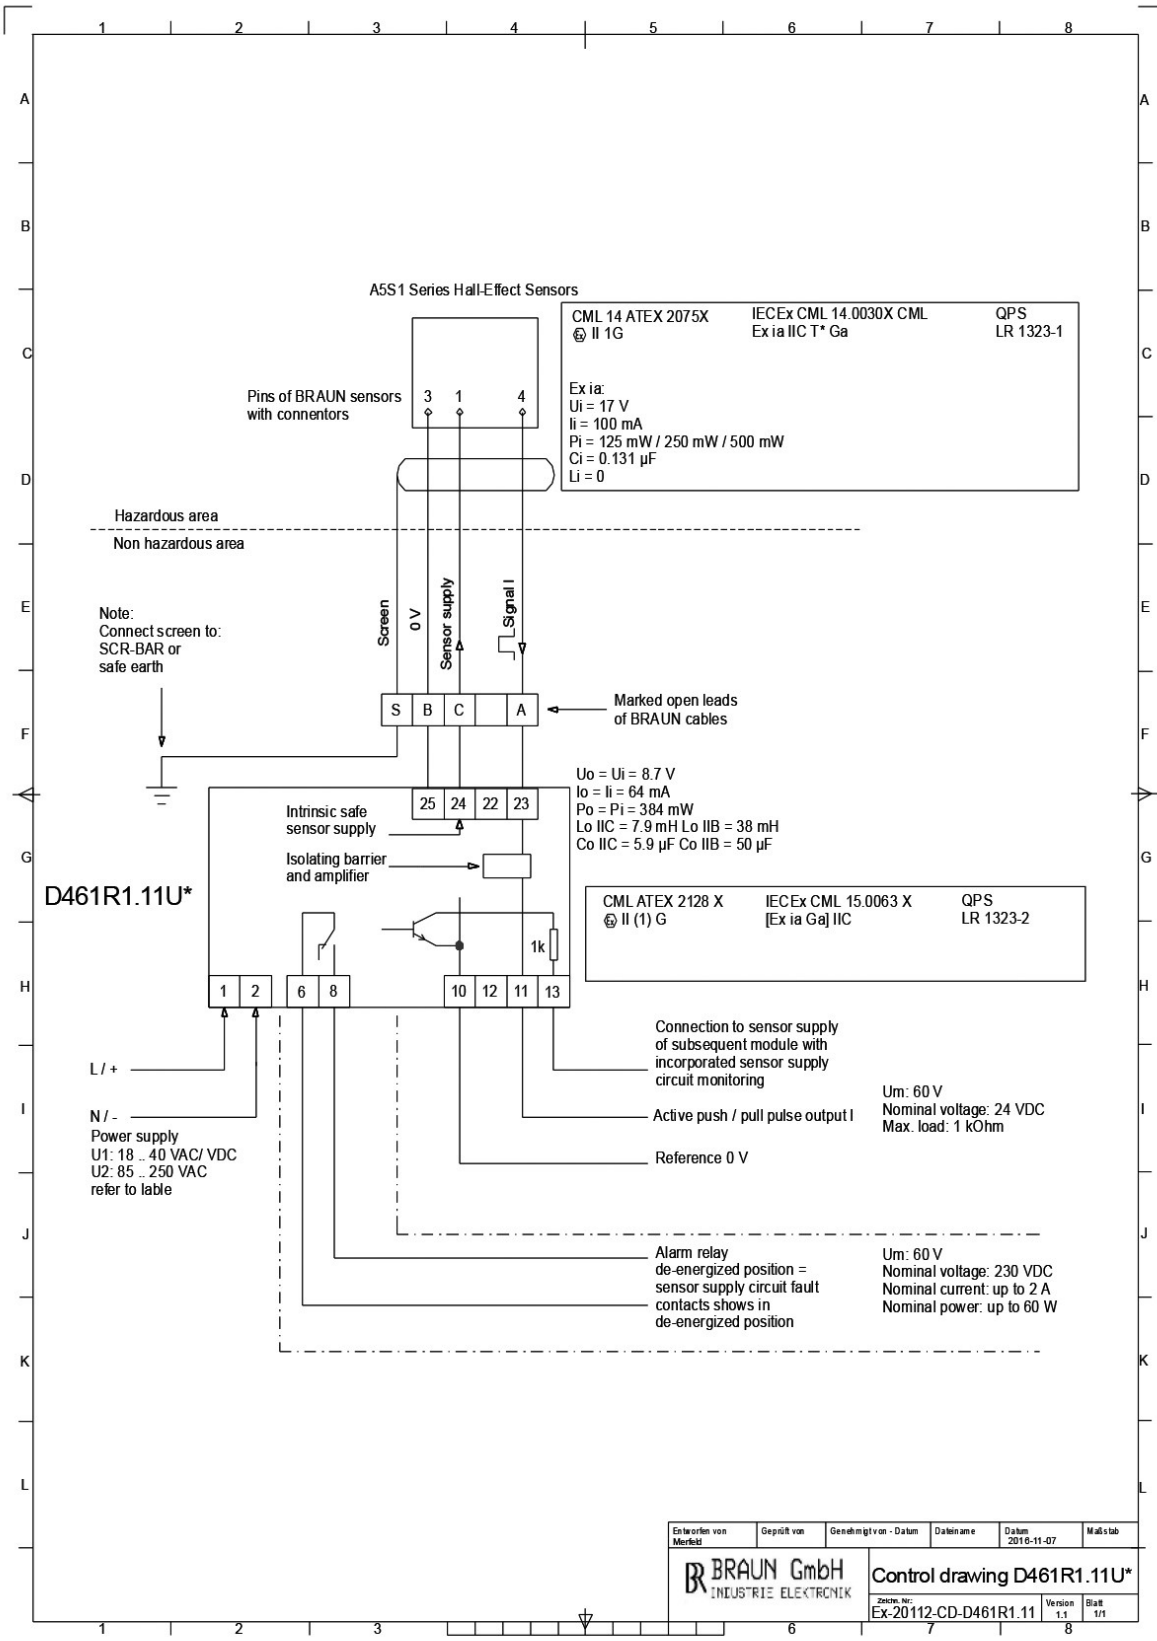 1 2 3 4 5 6 7 8
A A
B B
A5S1 Series Hall-Effect Sensors
CML 14 ATEX 2075X IECEx CML 14.0030X CML QPS
Ex II 1G Ex ia IIC T* Ga LR 1323-1
C C
Ex ia:
Pins of BRAUN sensors 3 1 4
with connentors
Ui = 17 V
Ii = 100 mA
Pi = 125 mW / 250 mW / 500 mW
Ci = 0.131 µF
Li = 0
D D
Hazardous area
Non hazardous area
E E
Note:
Connect screen to:
SCR-BAR or
safe earth
Screen
0 V
Sensor supply
Signal I
S B C A
Marked open leads
of BRAUN cables
F F
Uo = Ui = 8.7 V
Io = Ii = 64 mA
Po = Pi = 384 mW
Lo IIC = 7.9 mH Lo IIB = 38 mH
Co IIC = 5.9 µF Co IIB = 50 µF
25 24 22 23
Intrinsic safe
sensor supply
Isolating barrier
and amplifier
G G
D461R1.11U*
CML ATEX 2128 X IECEx CML 15.0063 X QPS
Ex II (1) G [Ex ia Ga] IIC LR 1323-2
1k
H H
1 2 6 8 10 12 11 13
Connection to sensor supply
of subsequent module with
incorporated sensor supply
circuit monitoring
L / +
N / -
Power supply
U1: 18 .. 40 VAC/ VDC
U2: 85 .. 250 VAC
refer to lable
I I
Active push / pull pulse output I
Um: 60 V
Nominal voltage: 24 VDC
Max. load: 1 kOhm
Reference 0 V
J J
Alarm relay
de-energized position =
sensor supply circuit fault
contacts shows in
de-energized position
Um: 60 V
Nominal voltage: 230 VDC
Nominal current: up to 2 A
Nominal power: up to 60 W
K K
L L
Entworfen von Geprüft von Genehmigt von - Datum Dateiname Datum Maßstab
Merfeld 2016-11-07
BR BRAUN GmbH
INDUSTRIE ELEKTRONIK
Control drawing D461R1.11U*
Zeichn. Nr.: Version Blatt
Ex-20112-CD-D461R1.11 1.1 1/1
1 2 3 6 7 8